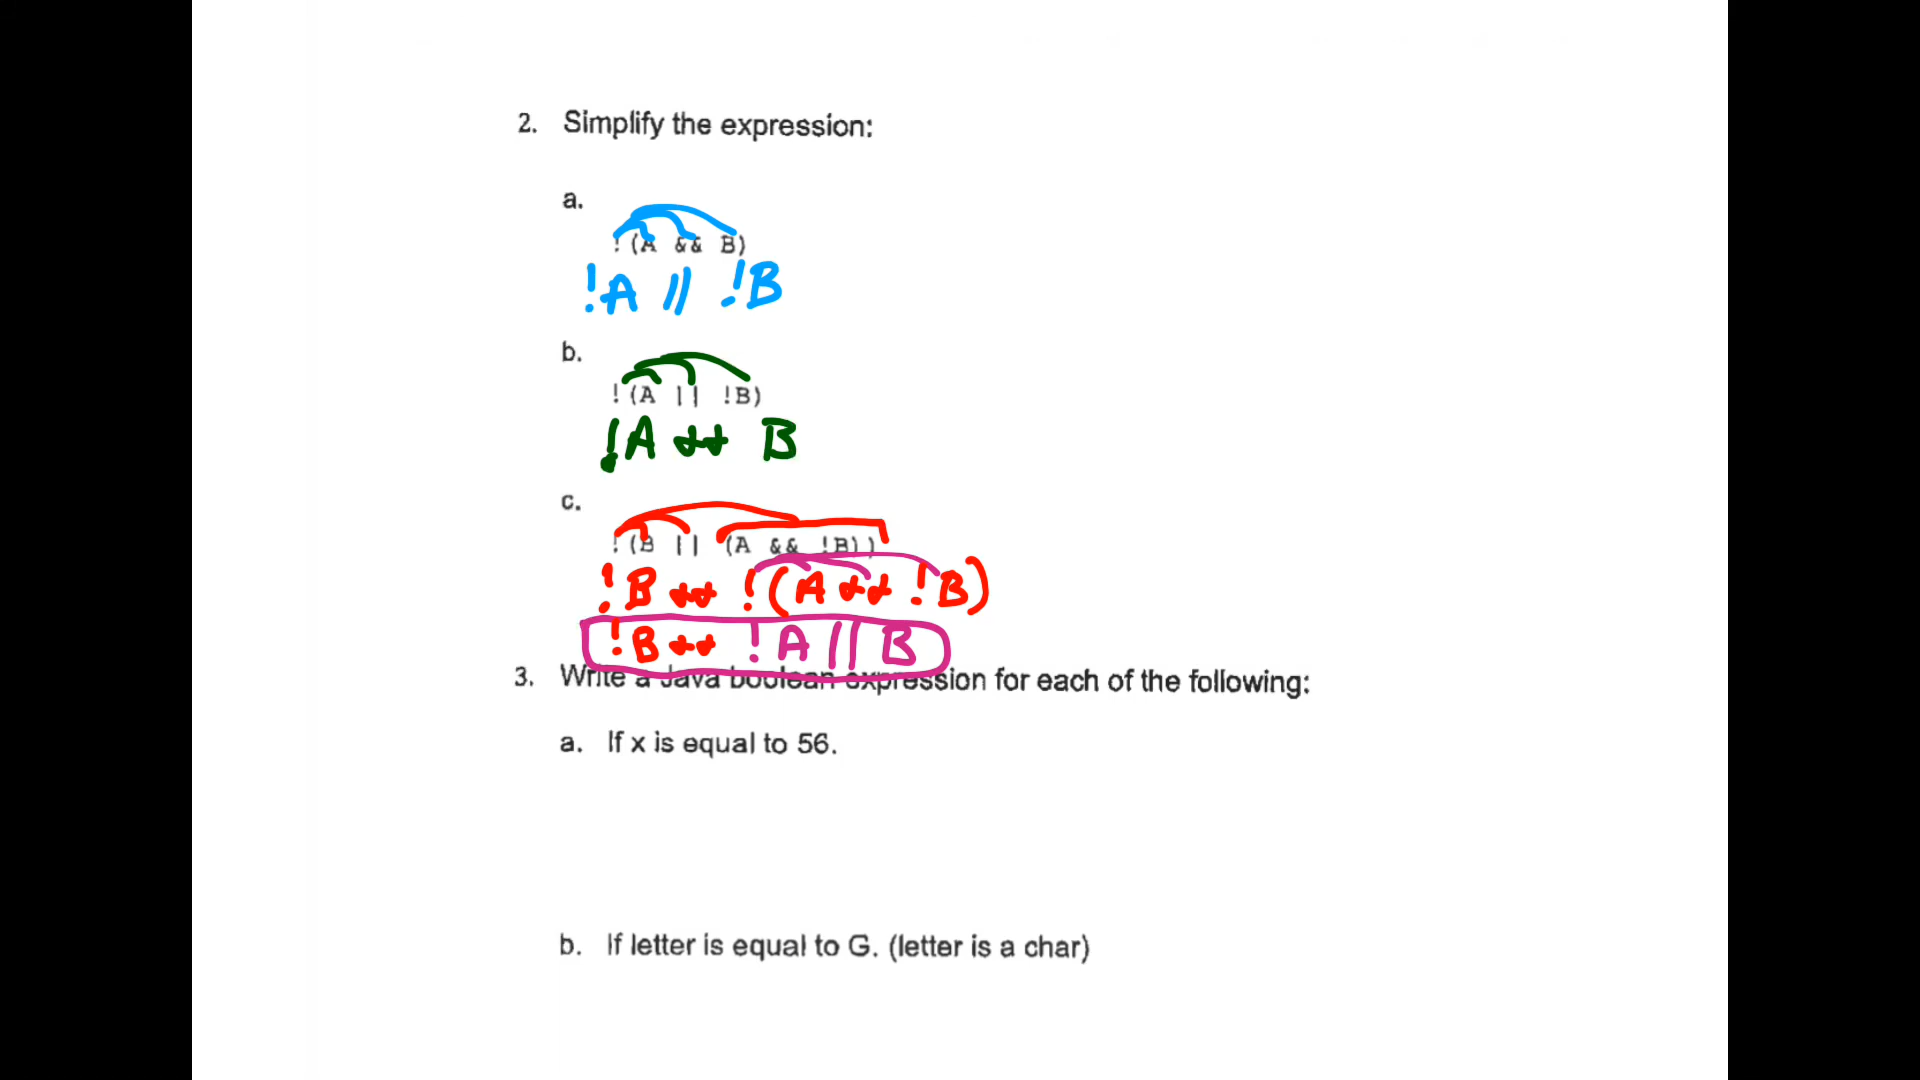 2. Simplify the expression:
a.
!(A && B)
!A || !B
b.
!(A || !B)
!A && B
c.
!(B || (A && !B))
!B && !(A && !B)
!B && !A || B
3. Write a Java boolean expression for each of the following:
a. If x is equal to 56.
b. If letter is equal to G. (letter is a char)